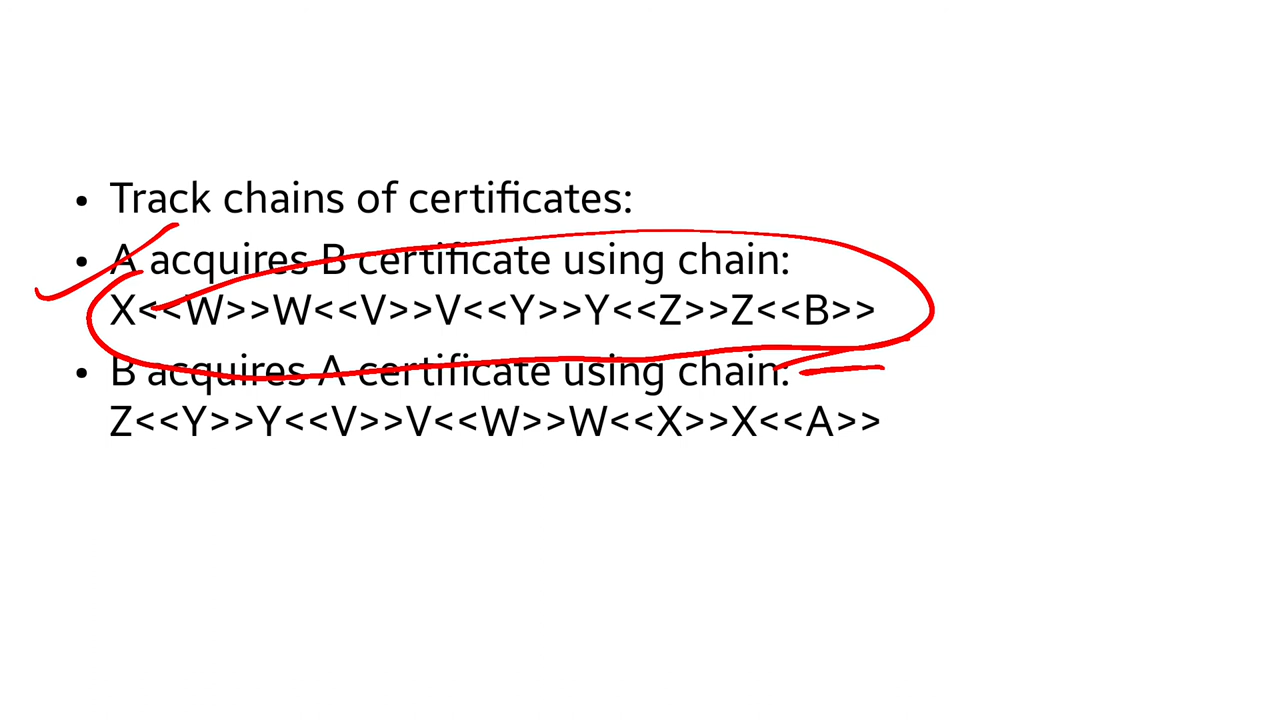 • Track chains of certificates:
• A acquires B certificate using chain:
X<<W>>W<<V>>V<<Y>>Y<<Z>>Z<<B>>
• B acquires A certificate using chain:
Z<<Y>>Y<<V>>V<<W>>W<<X>>X<<A>>